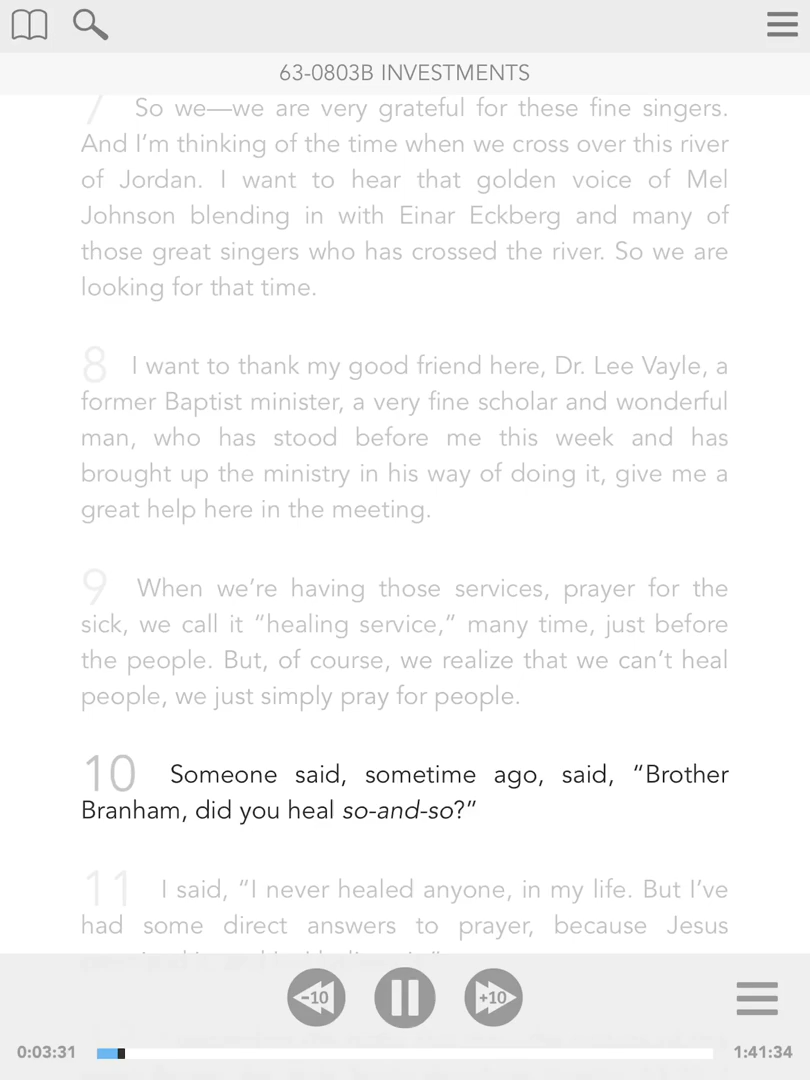 63-0803B INVESTMENTS
7 So we—we are very grateful for these fine singers.
And I’m thinking of the time when we cross over this river
of Jordan. I want to hear that golden voice of Mel
Johnson blending in with Einar Eckberg and many of
those great singers who has crossed the river. So we are
looking for that time.
8 I want to thank my good friend here, Dr. Lee Vayle, a
former Baptist minister, a very fine scholar and wonderful
man, who has stood before me this week and has
brought up the ministry in his way of doing it, give me a
great help here in the meeting.
9 When we’re having those services, prayer for the
sick, we call it “healing service,” many time, just before
the people. But, of course, we realize that we can’t heal
people, we just simply pray for people.
10 Someone said, sometime ago, said, “Brother
Branham, did you heal so-and-so?”
11 I said, “I never healed anyone, in my life. But I’ve
had some direct answers to prayer, because Jesus
-10 +10
0:03:31 1:41:34